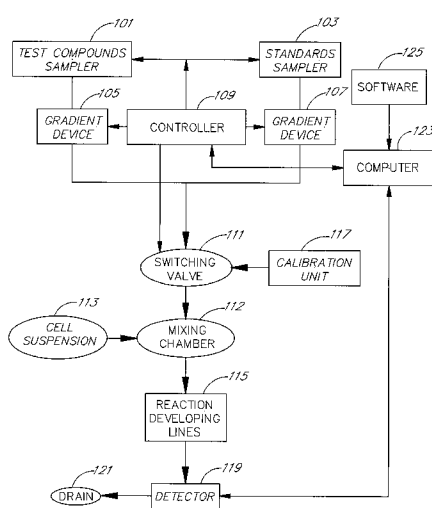 101
103
TEST COMPOUNDS
SAMPLER
STANDARDS
SAMPLER
125
SOFTWARE
105
109
107
GRADIENT
DEVICE
CONTROLLER
GRADIENT
DEVICE
123
COMPUTER
111
117
SWITCHING
VALVE
CALIBRATION
UNIT
113
112
CELL
SUSPENSION
MIXING
CHAMBER
115
REACTION
DEVELOPING
LINES
121
119
DRAIN
DETECTOR